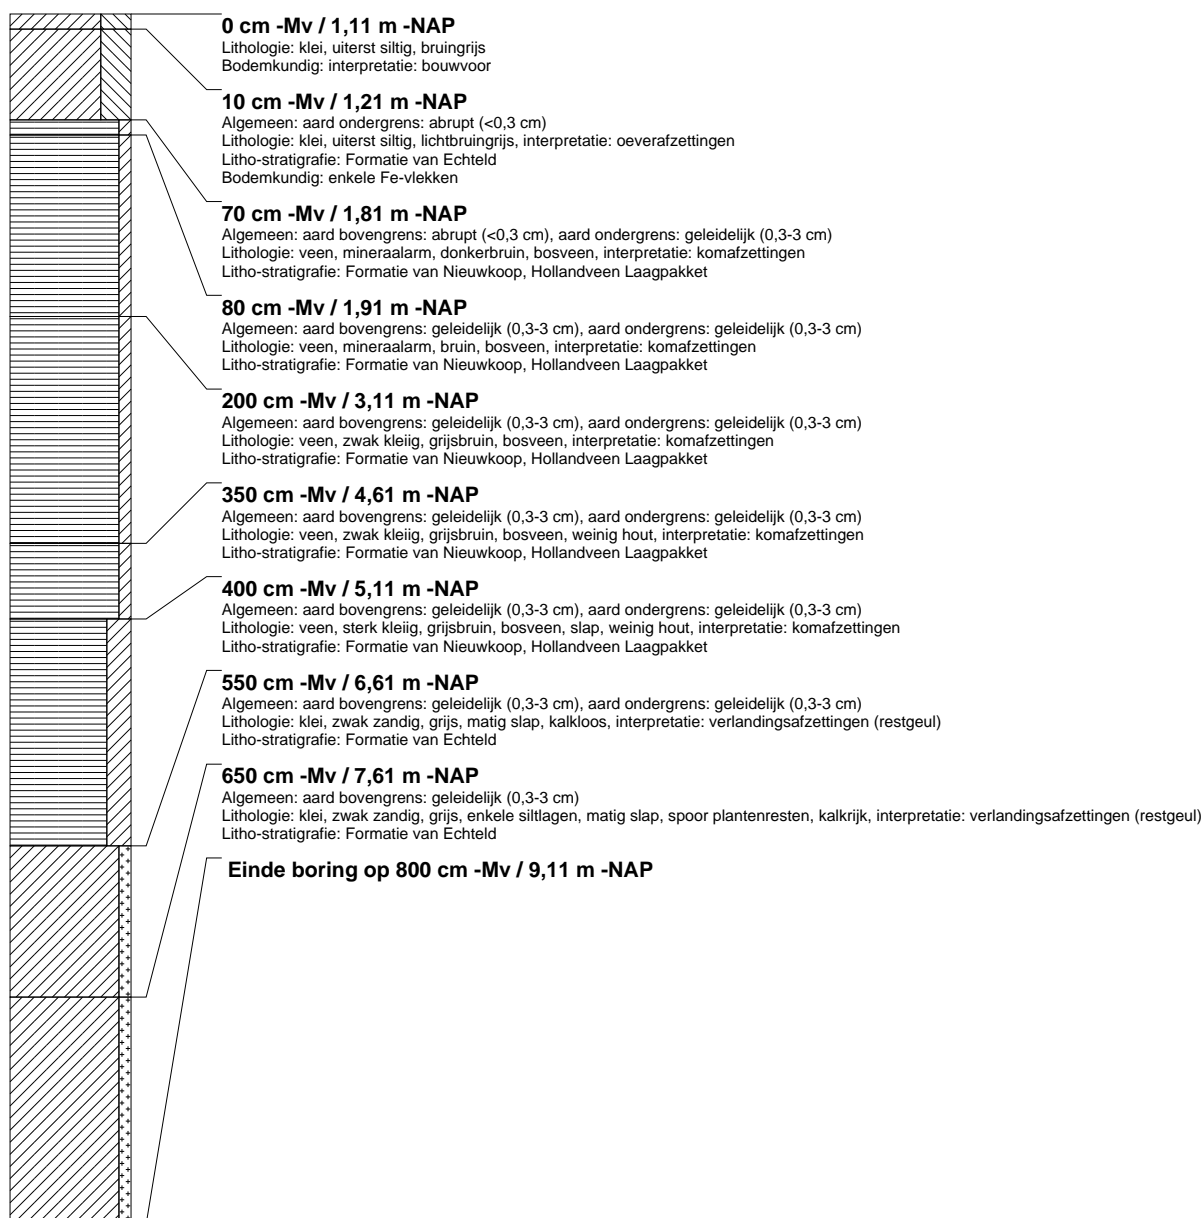 0 cm -Mv / 1,11 m -NAP
Lithologie: klei, uiterst siltig, bruingrijs
Bodemkundig: interpretatie: bouwvoor
10 cm -Mv / 1,21 m -NAP
Algemeen: aard ondergrens: abrupt (<0,3 cm)
Lithologie: klei, uiterst siltig, lichtbruingrijs, interpretatie: oeverafzettingen
Litho-stratigrafie: Formatie van Echteld
Bodemkundig: enkele Fe-vlekken
70 cm -Mv / 1,81 m -NAP
Algemeen: aard bovengrens: abrupt (<0,3 cm), aard ondergrens: geleidelijk (0,3-3 cm)
Lithologie: veen, mineraalarm, donkerbruin, bosveen, interpretatie: komafzettingen
Litho-stratigrafie: Formatie van Nieuwkoop, Hollandveen Laagpakket
80 cm -Mv / 1,91 m -NAP
Algemeen: aard bovengrens: geleidelijk (0,3-3 cm), aard ondergrens: geleidelijk (0,3-3 cm)
Lithologie: veen, mineraalarm, bruin, bosveen, interpretatie: komafzettingen
Litho-stratigrafie: Formatie van Nieuwkoop, Hollandveen Laagpakket
200 cm -Mv / 3,11 m -NAP
Algemeen: aard bovengrens: geleidelijk (0,3-3 cm), aard ondergrens: geleidelijk (0,3-3 cm)
Lithologie: veen, zwak kleiig, grijsbruin, bosveen, interpretatie: komafzettingen
Litho-stratigrafie: Formatie van Nieuwkoop, Hollandveen Laagpakket
350 cm -Mv / 4,61 m -NAP
Algemeen: aard bovengrens: geleidelijk (0,3-3 cm), aard ondergrens: geleidelijk (0,3-3 cm)
Lithologie: veen, zwak kleiig, grijsbruin, bosveen, weinig hout, interpretatie: komafzettingen
Litho-stratigrafie: Formatie van Nieuwkoop, Hollandveen Laagpakket
400 cm -Mv / 5,11 m -NAP
Algemeen: aard bovengrens: geleidelijk (0,3-3 cm), aard ondergrens: geleidelijk (0,3-3 cm)
Lithologie: veen, sterk kleiig, grijsbruin, bosveen, slap, weinig hout, interpretatie: komafzettingen
Litho-stratigrafie: Formatie van Nieuwkoop, Hollandveen Laagpakket
550 cm -Mv / 6,61 m -NAP
Algemeen: aard bovengrens: geleidelijk (0,3-3 cm), aard ondergrens: geleidelijk (0,3-3 cm)
Lithologie: klei, zwak zandig, grijs, matig slap, kalkloos, interpretatie: verlandingsafzettingen (restgeul)
Litho-stratigrafie: Formatie van Echteld
650 cm -Mv / 7,61 m -NAP
Algemeen: aard bovengrens: geleidelijk (0,3-3 cm)
Lithologie: klei, zwak zandig, grijs, enkele siltlagen, matig slap, spoor plantenresten, kalkrijk, interpretatie: verlandingsafzettingen (restgeul)
Litho-stratigrafie: Formatie van Echteld
Einde boring op 800 cm -Mv / 9,11 m -NAP